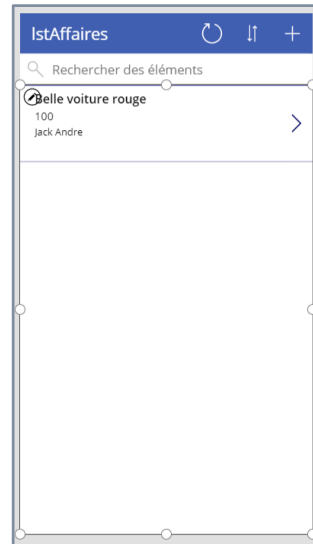 lstAffaires
Rechercher des éléments
Belle voiture rouge
100
Jack Andre